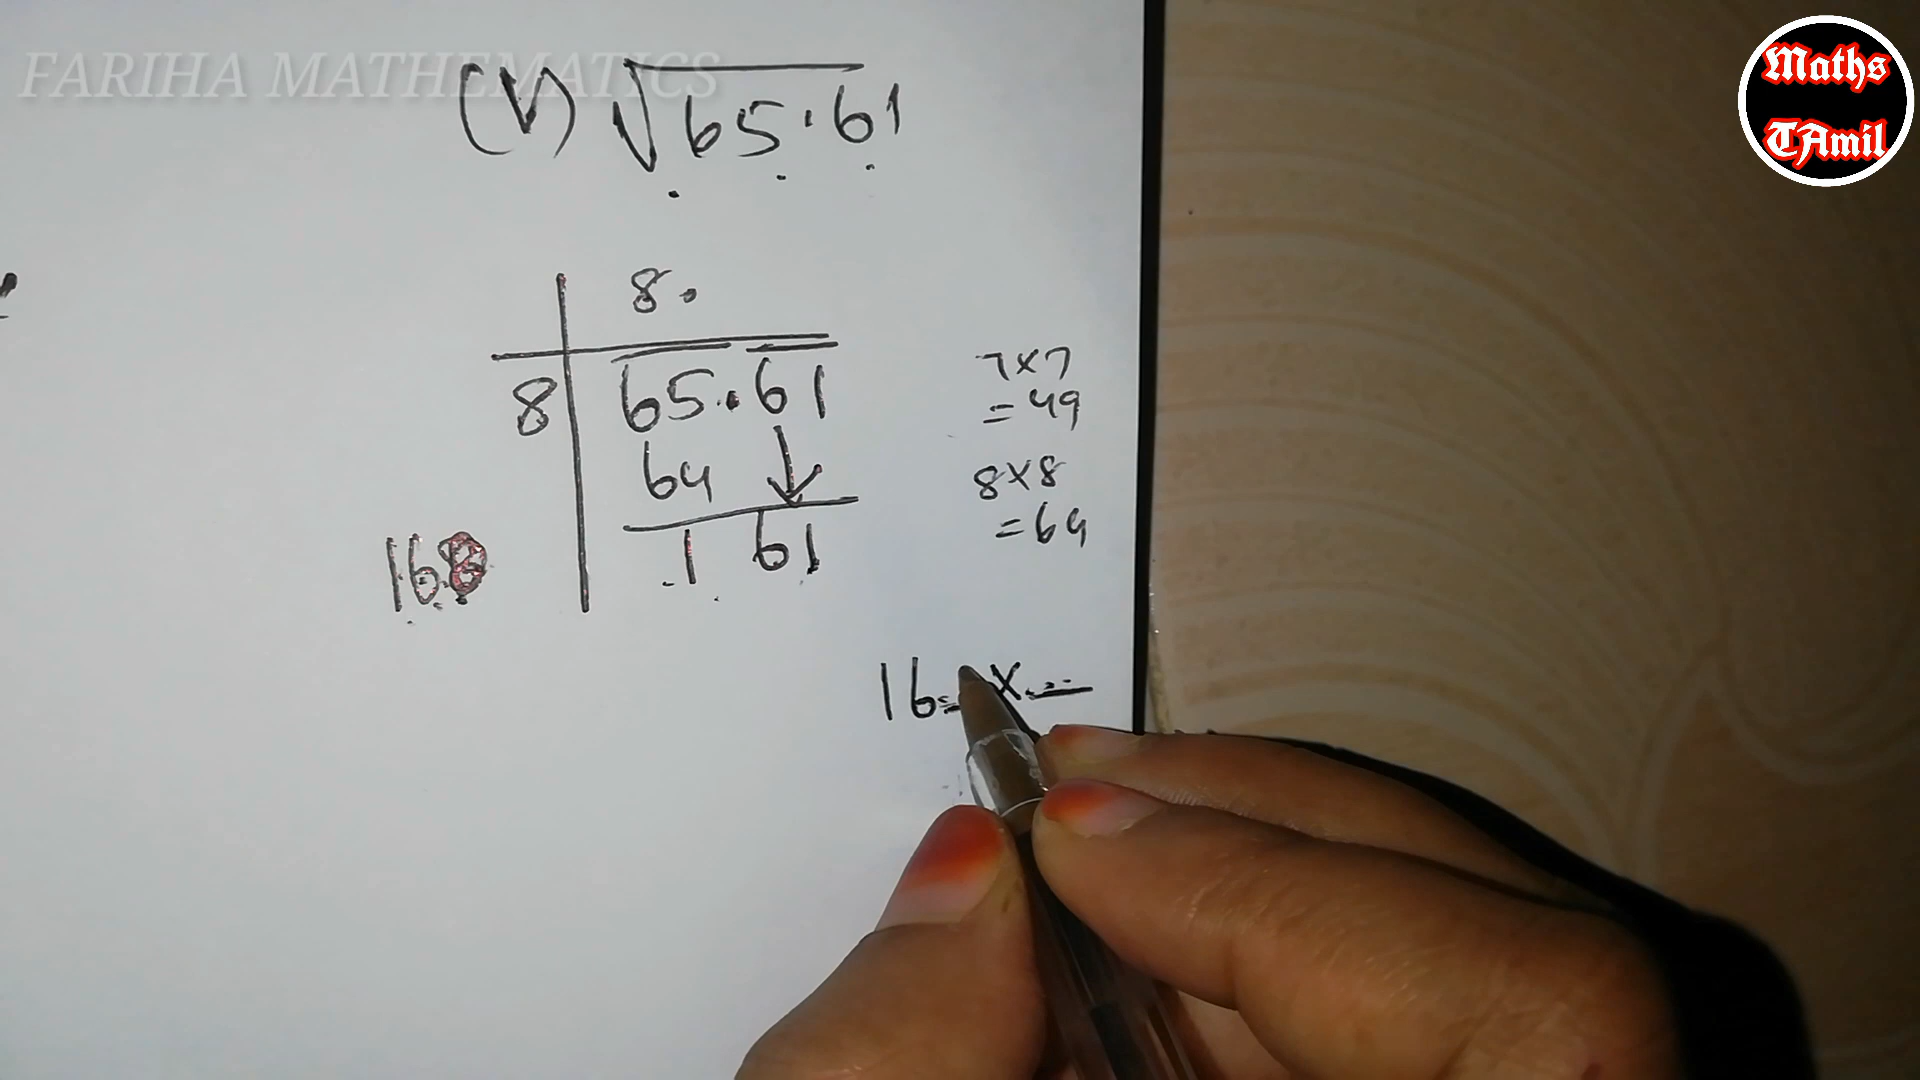 FARIHA MATHEMATICS
Maths
TAmil
(V) √65.61
8.
8 65.61
64
1 61
16
7×7
=49
8×8
=64
16_×_